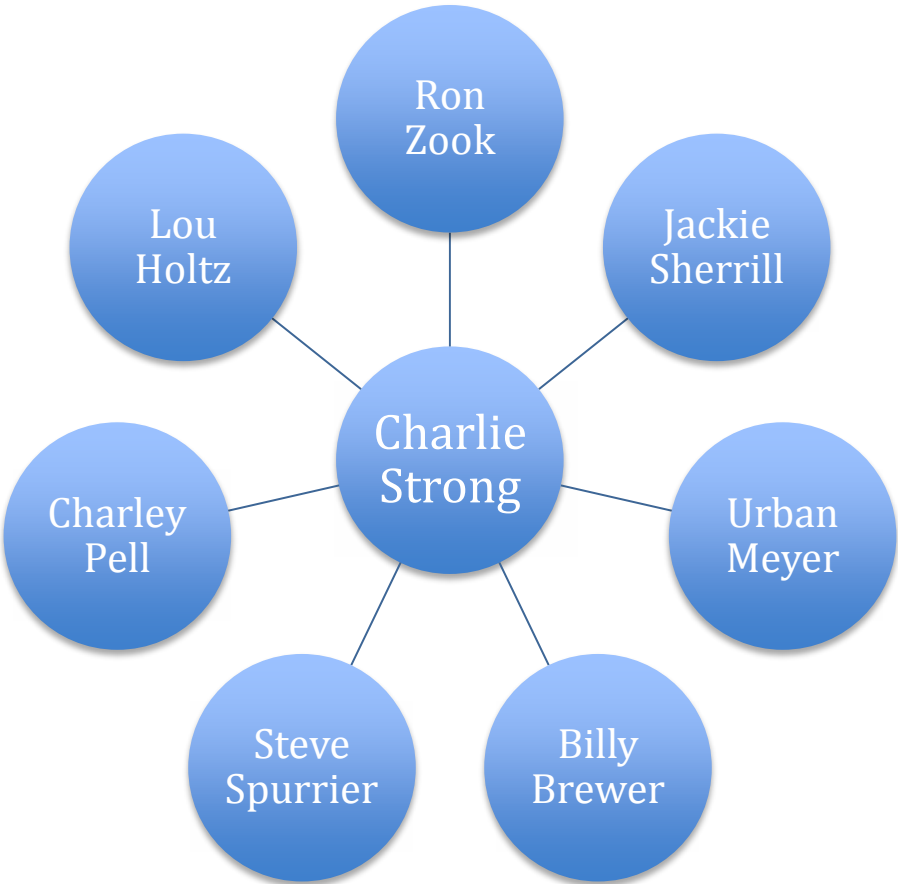 Ron
Zook
Jackie
Sherrill
Urban
Meyer
Billy
Brewer
Steve
Spurrier
Charley
Pell
Lou
Holtz
Charlie
Strong